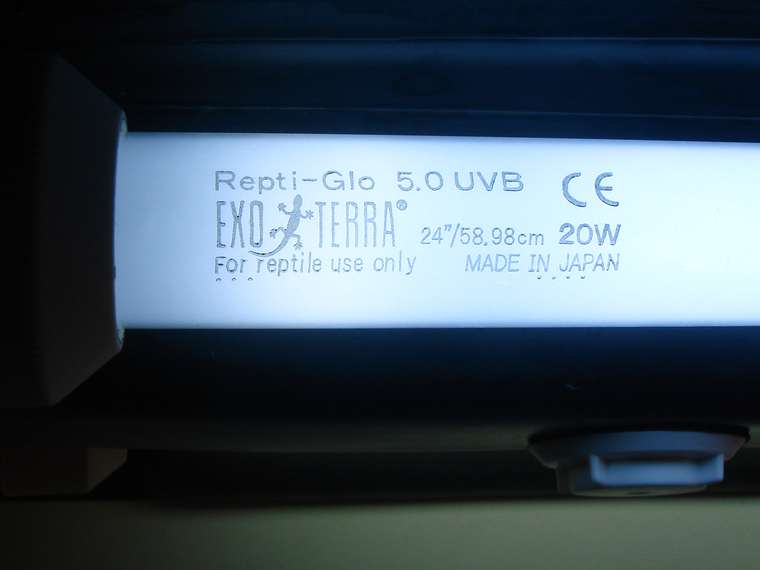 Repti-Glo 5.0 UVB CE
EXO TERRA® 24"/58.98cm 20W
For reptile use only MADE IN JAPAN